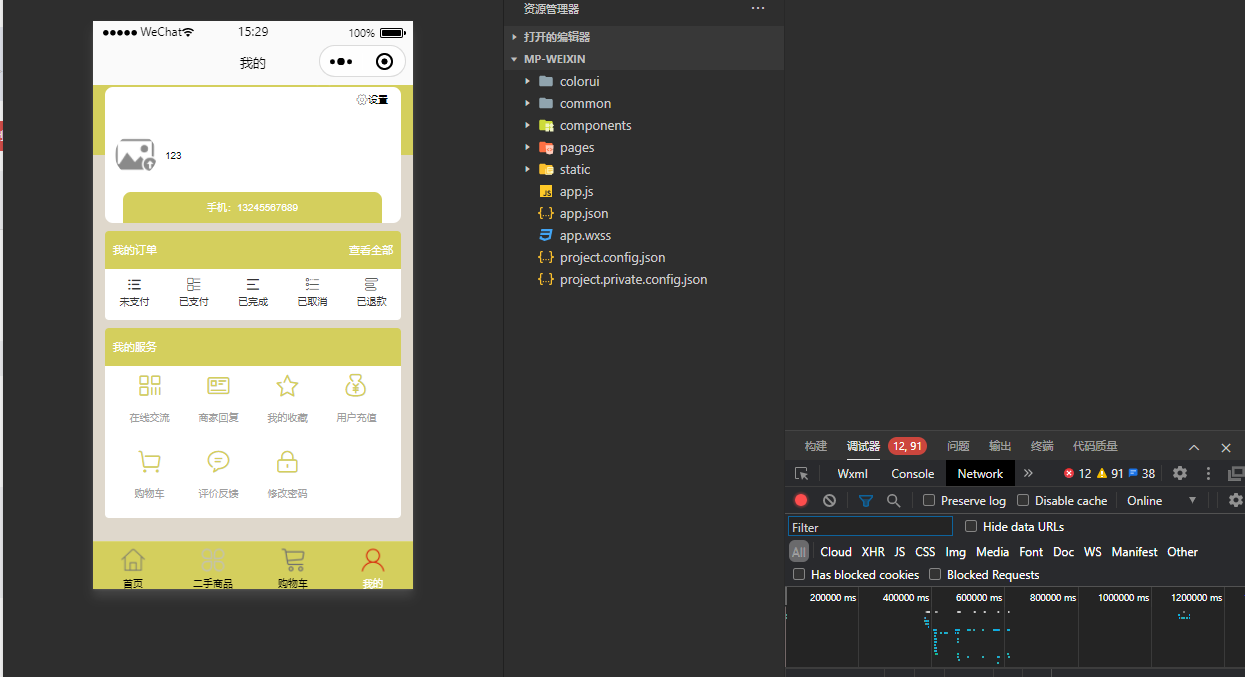 ●●●●● WeChat 15:29 100%
我的
设置
123
手机：13245567689
我的订单 查看全部
未支付 已支付 已完成 已取消 已退款
我的服务
在线交流 商家回复 我的收藏 用户充值
购物车 评价反馈 修改密码
首页 二手商品 购物车 我的
资源管理器 ···
打开的编辑器
MP-WEIXIN
colorui
common
components
pages
static
app.js
app.json
app.wxss
project.config.json
project.private.config.json
构建 调试器 12, 91 问题 输出 终端 代码质量
Wxml Console Network » 12 91 38
Preserve log Disable cache Online
Filter Hide data URLs
All Cloud XHR JS CSS Img Media Font Doc WS Manifest Other
Has blocked cookies Blocked Requests
200000 ms 400000 ms 600000 ms 800000 ms 1000000 ms 1200000 ms